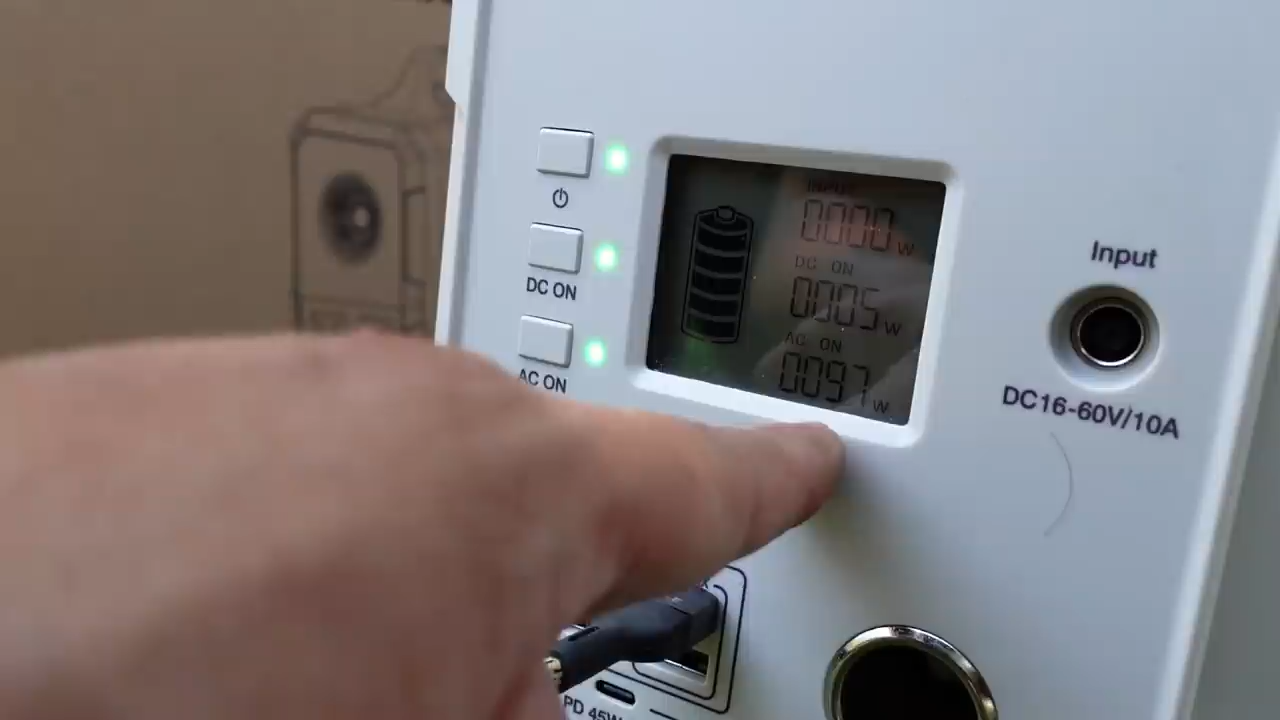 INPUT
0000 W
DC ON
0005 W
AC ON
0097 W
DC ON
AC ON
Input
DC16-60V/10A
PD 45W